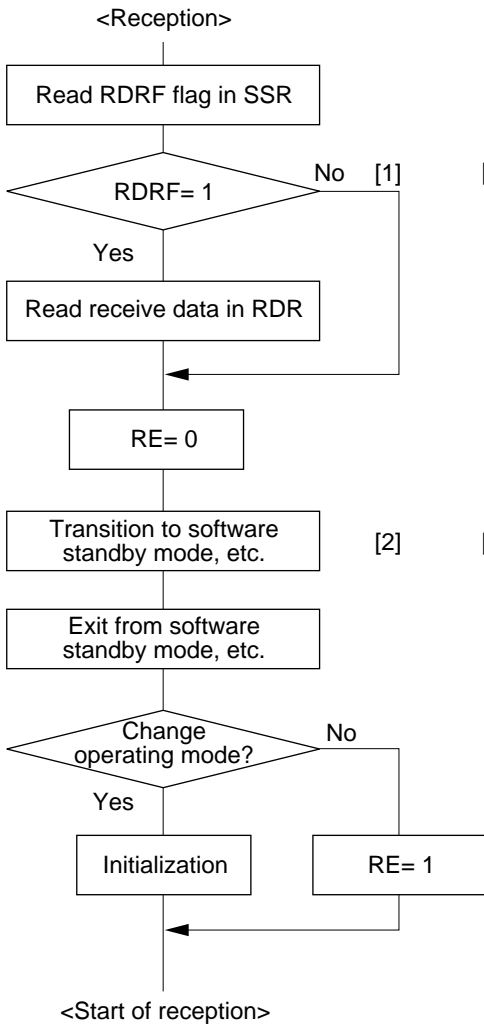 <Reception>
Read RDRF flag in SSR
RDRF= 1
No [1] [
Yes
Read receive data in RDR
RE= 0
Transition to software
standby mode, etc.
[2] [
Exit from software
standby mode, etc.
Change
operating mode?
No
Yes
Initialization
RE= 1
<Start of reception>